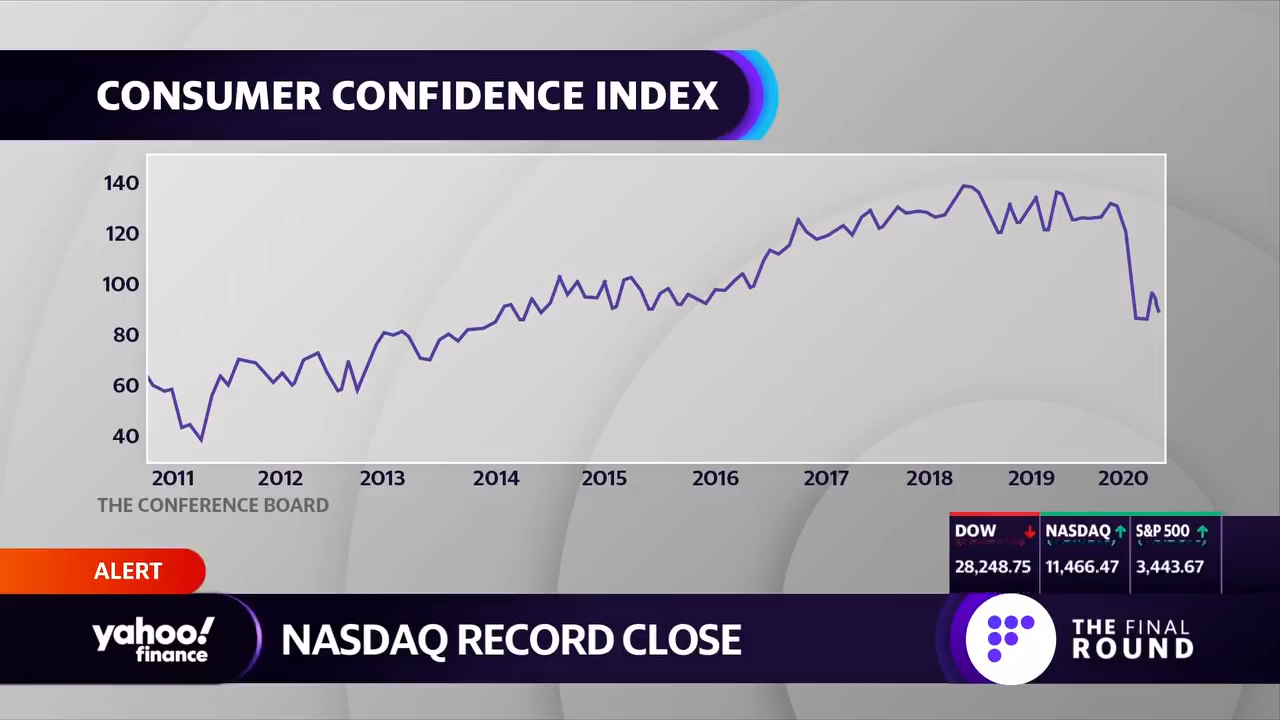 CONSUMER CONFIDENCE INDEX
140
120
100
80
60
40
2011 2012 2013 2014 2015 2016 2017 2018 2019 2020
THE CONFERENCE BOARD
DOW NASDAQ S&P 500
28,248.75 11,466.47 3,443.67
ALERT
yahoo!
finance
NASDAQ RECORD CLOSE
THE FINAL
ROUND